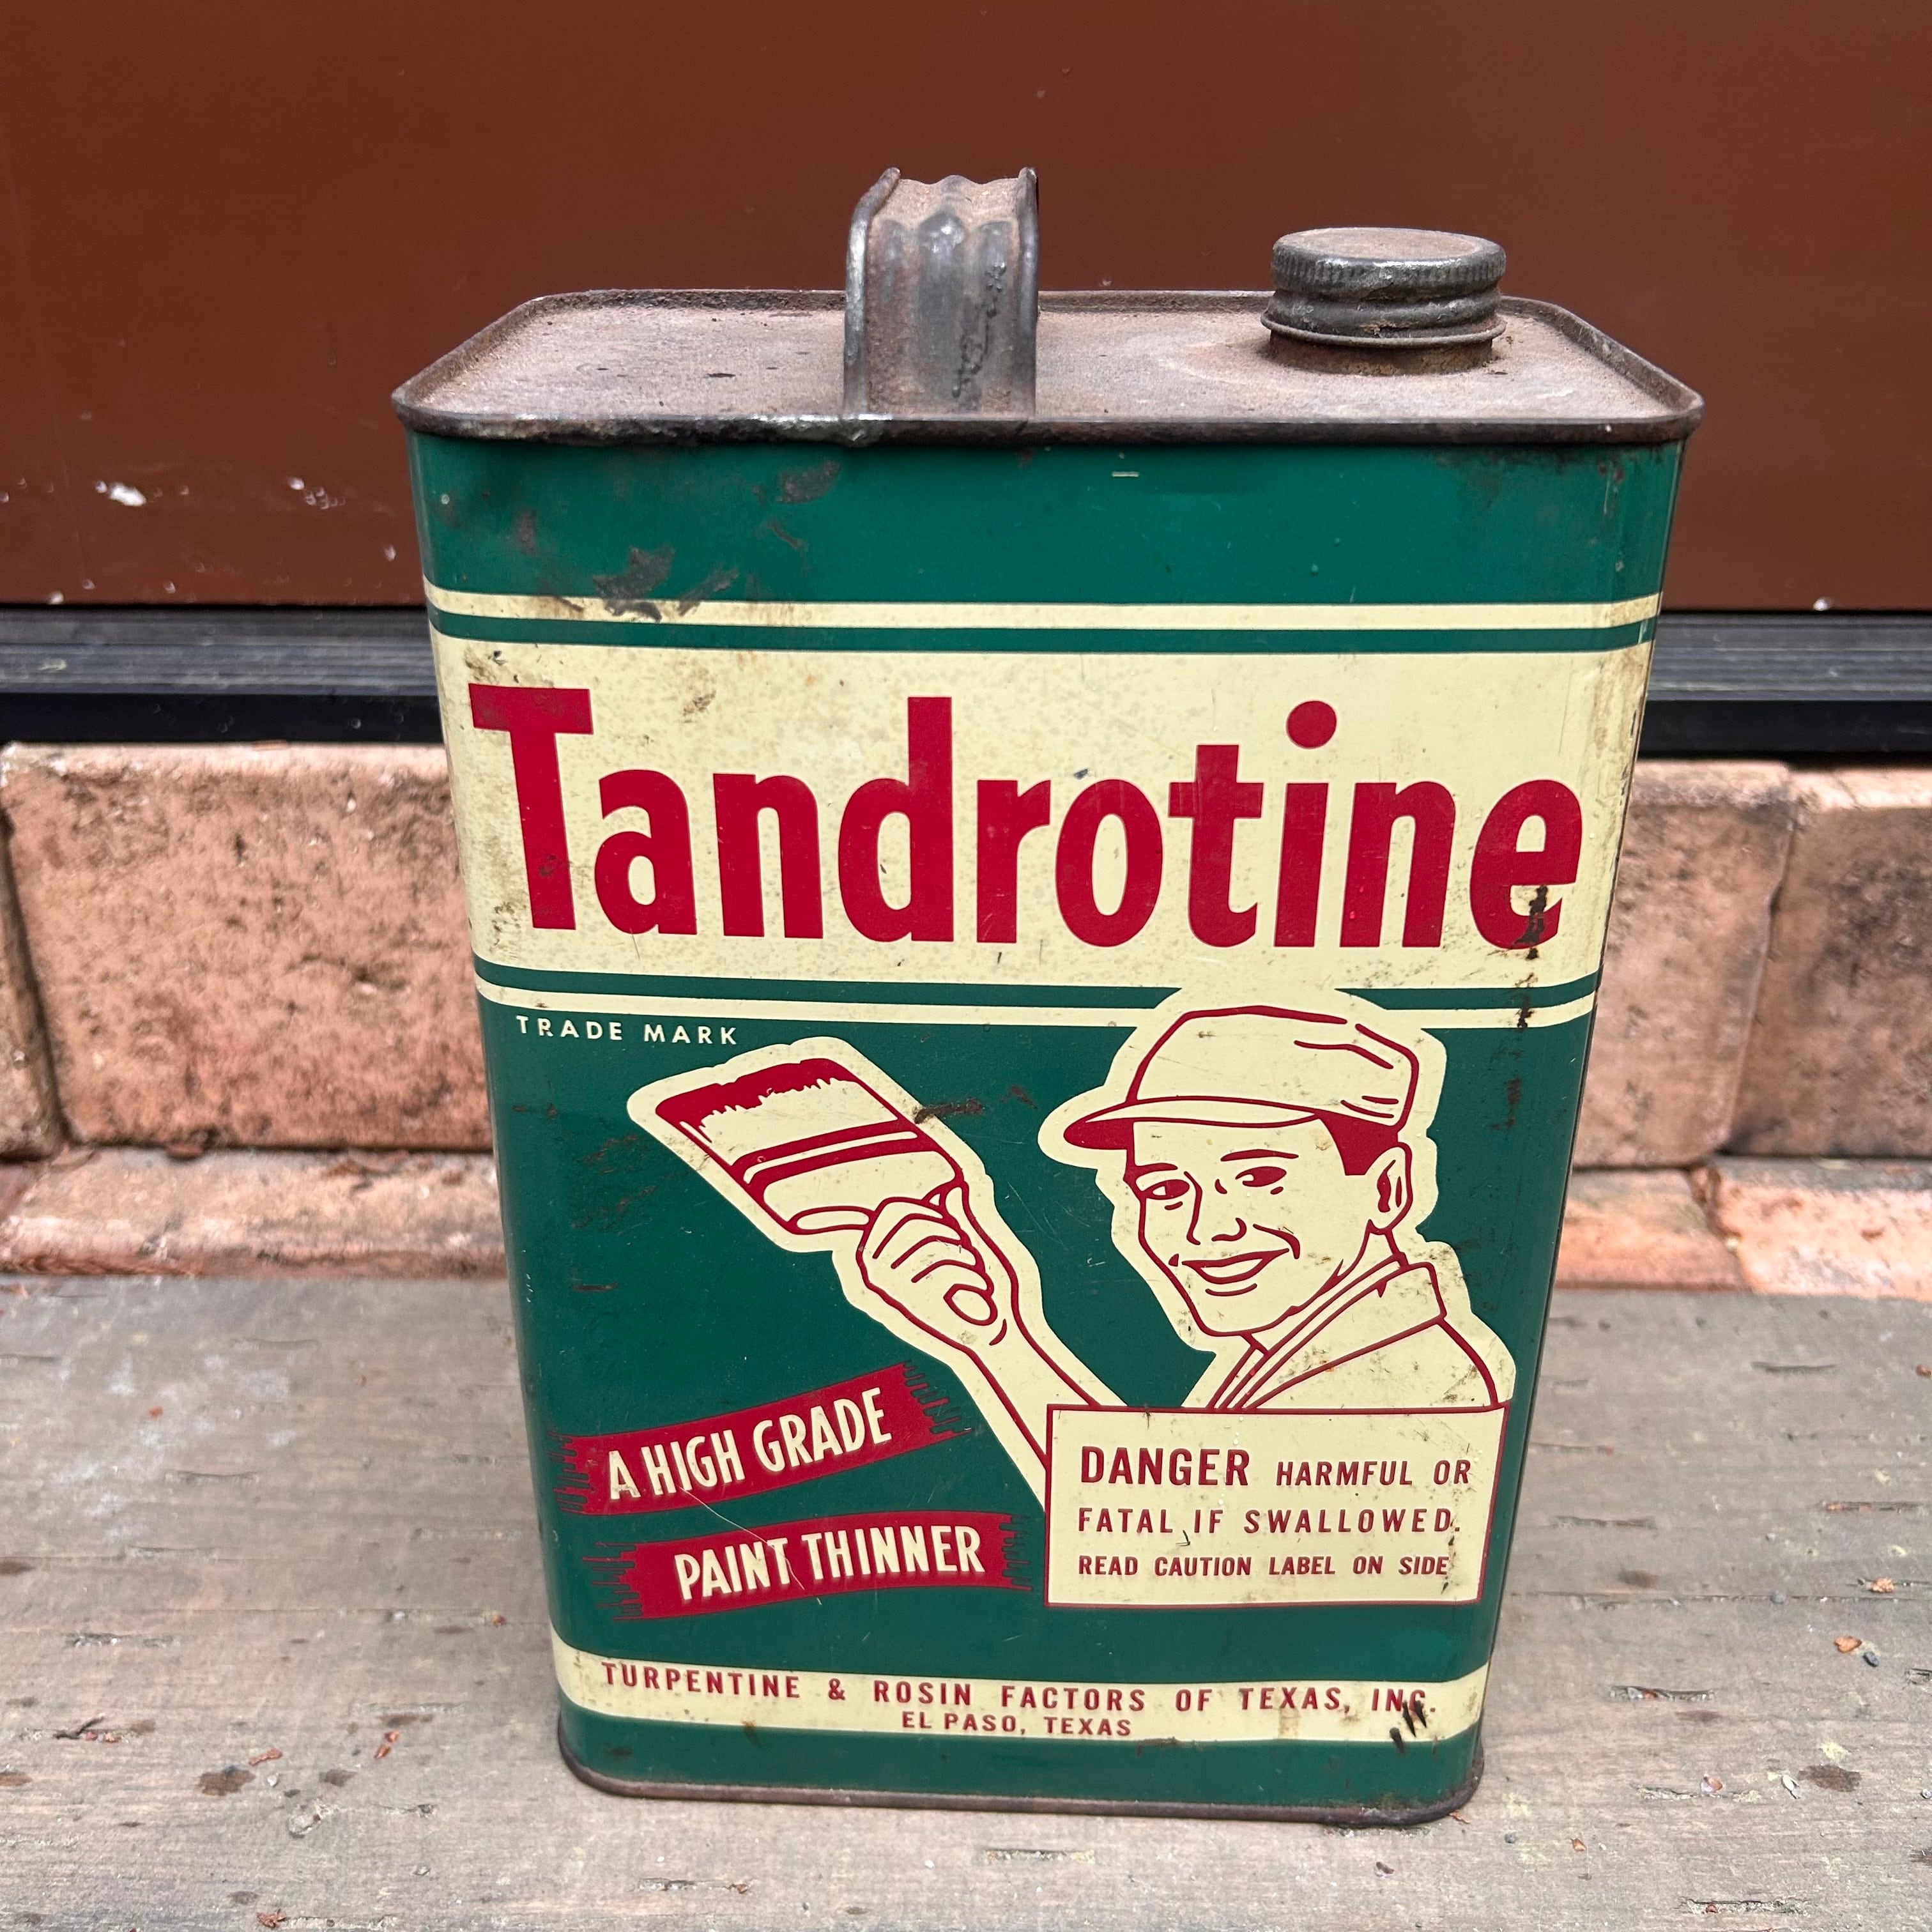 Tandrotine
TRADE MARK
A HIGH GRADE
PAINT THINNER
DANGER HARMFUL OR
FATAL IF SWALLOWED.
READ CAUTION LABEL ON SIDE
TURPENTINE & ROSIN FACTORS OF TEXAS, INC.
EL PASO, TEXAS